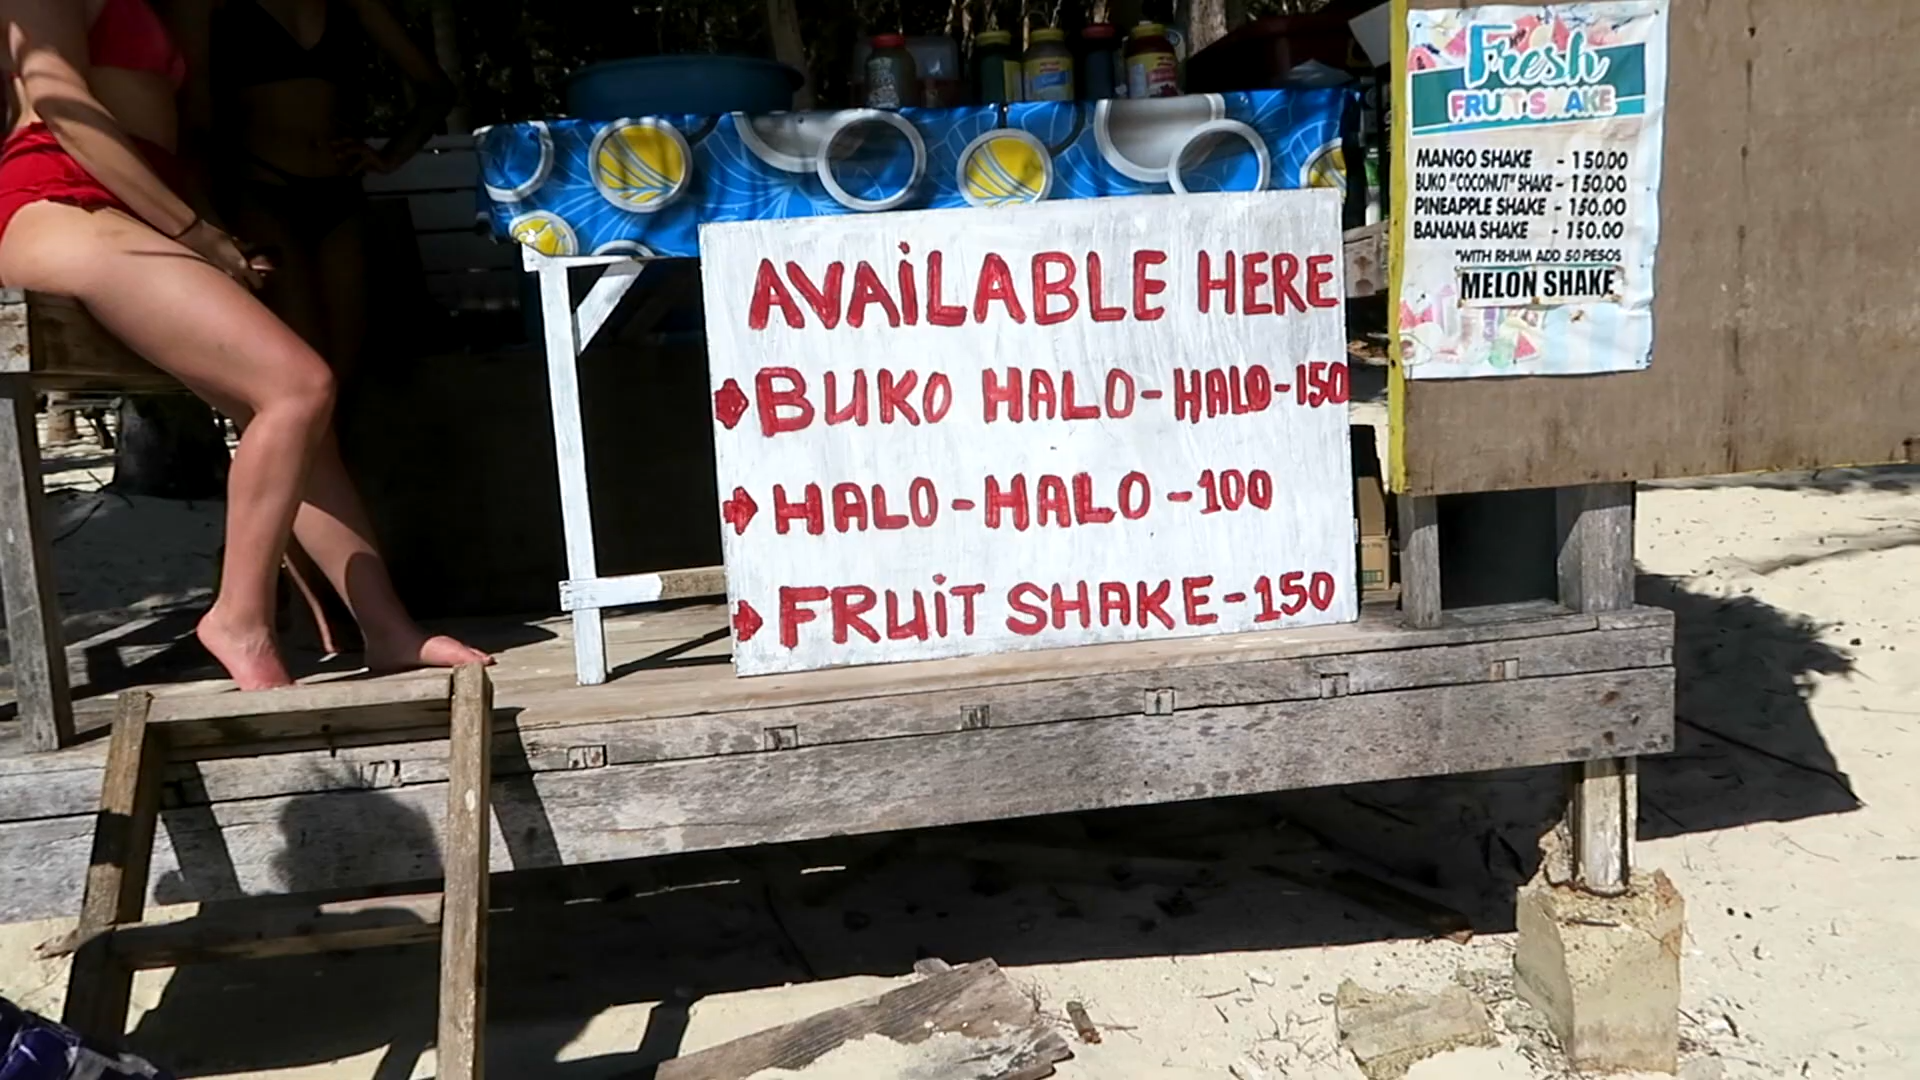 AVAILABLE HERE
BUKO HALO-HALO-150
HALO-HALO-100
FRUIT SHAKE-150
Fresh
FRUIT SHAKE
MANGO SHAKE - 150.00
BUKO "COCONUT" SHAKE - 150.00
PINEAPPLE SHAKE - 150.00
BANANA SHAKE - 150.00
*WITH RHUM ADD 50 PESOS
MELON SHAKE